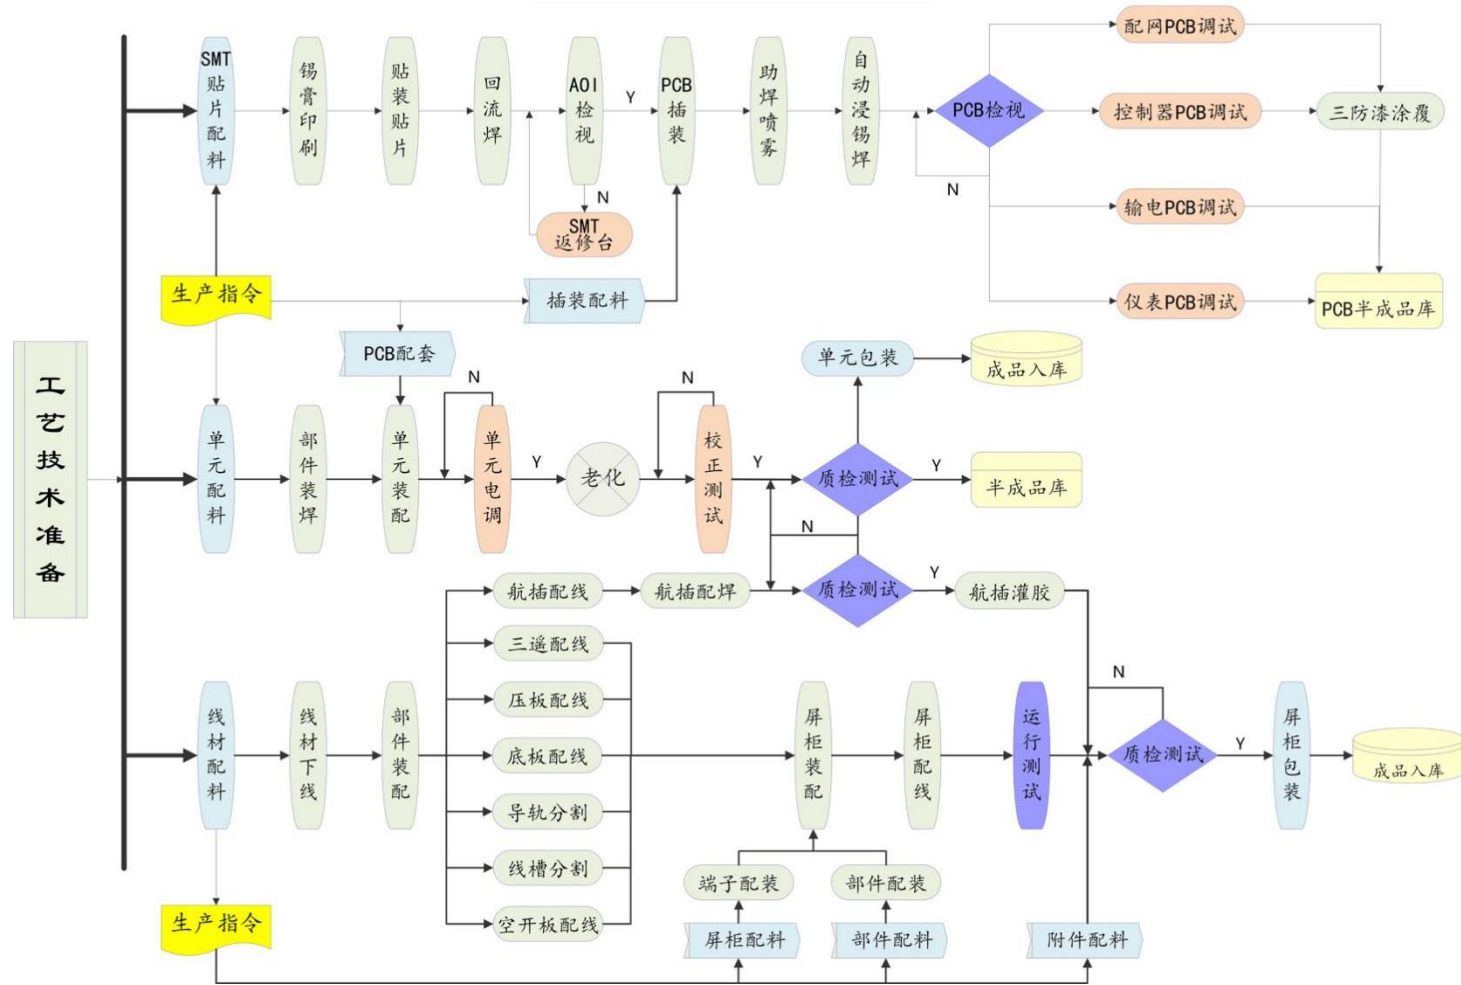 工艺技术准备
SMT
贴片配料
锡膏印刷
贴装贴片
回流焊
AOI
检视
Y
PCB
插装
助焊喷雾
自动浸锡焊
PCB检视
N
配网PCB调试
控制器PCB调试
输电PCB调试
仪表PCB调试
三防漆涂覆
PCB半成品库
N
SMT
返修台
生产指令
插装配料
PCB配套
单元配料
部件装焊
单元装配
N
单元电调
Y
老化
N
校正测试
Y
质检测试
单元包装
成品入库
Y
半成品库
N
航插配线
航插配焊
质检测试
Y
航插灌胶
线材配料
线材下线
部件装配
三遥配线
压板配线
底板配线
导轨分割
线槽分割
空开板配线
屏柜装配
屏柜配线
运行测试
N
质检测试
Y
屏柜包装
成品入库
端子配装
部件配装
生产指令
屏柜配料
部件配料
附件配料